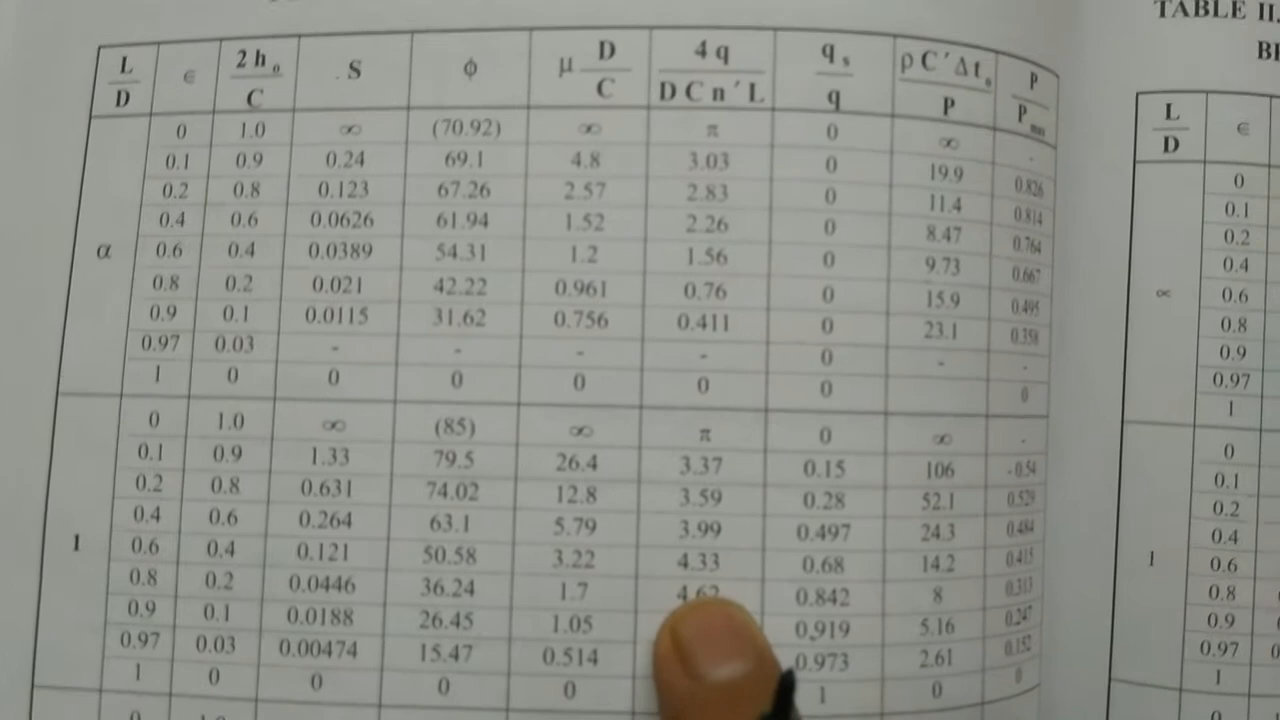 TABLE II.
BE
L/D ∈ 2 h₀/C . S ϕ μ D/C 4 q/D C n′ L q s/q ρ C′ Δ t₀/P P/P max
α
0 1.0 ∞ (70.92) ∞ π 0 ∞ -
0.1 0.9 0.24 69.1 4.8 3.03 0 19.9 0.826
0.2 0.8 0.123 67.26 2.57 2.83 0 11.4 0.814
0.4 0.6 0.0626 61.94 1.52 2.26 0 8.47 0.764
0.6 0.4 0.0389 54.31 1.2 1.56 0 9.73 0.667
0.8 0.2 0.021 42.22 0.961 0.76 0 15.9 0.495
0.9 0.1 0.0115 31.62 0.756 0.411 0 23.1 0.358
0.97 0.03 - - - - 0 - -
1 0 0 0 0 0 0 0
1
0 1.0 ∞ (85) ∞ π 0 ∞ -
0.1 0.9 1.33 79.5 26.4 3.37 0.15 106 -0.54
0.2 0.8 0.631 74.02 12.8 3.59 0.28 52.1 0.529
0.4 0.6 0.264 63.1 5.79 3.99 0.497 24.3 0.484
0.6 0.4 0.121 50.58 3.22 4.33 0.68 14.2 0.415
0.8 0.2 0.0446 36.24 1.7 4.62 0.842 8 0.313
0.9 0.1 0.0188 26.45 1.05 0.919 5.16 0.247
0.97 0.03 0.00474 15.47 0.514 0.973 2.61 0.152
1 0 0 0 0 1 0 0
0 1.0
L/D ∈
∝
0
0.1
0.2
0.4
0.6
0.8
0.9
0.97
1
1
0
0.1
0.2
0.4
0.6
0.8
0.9
0.97
1
0